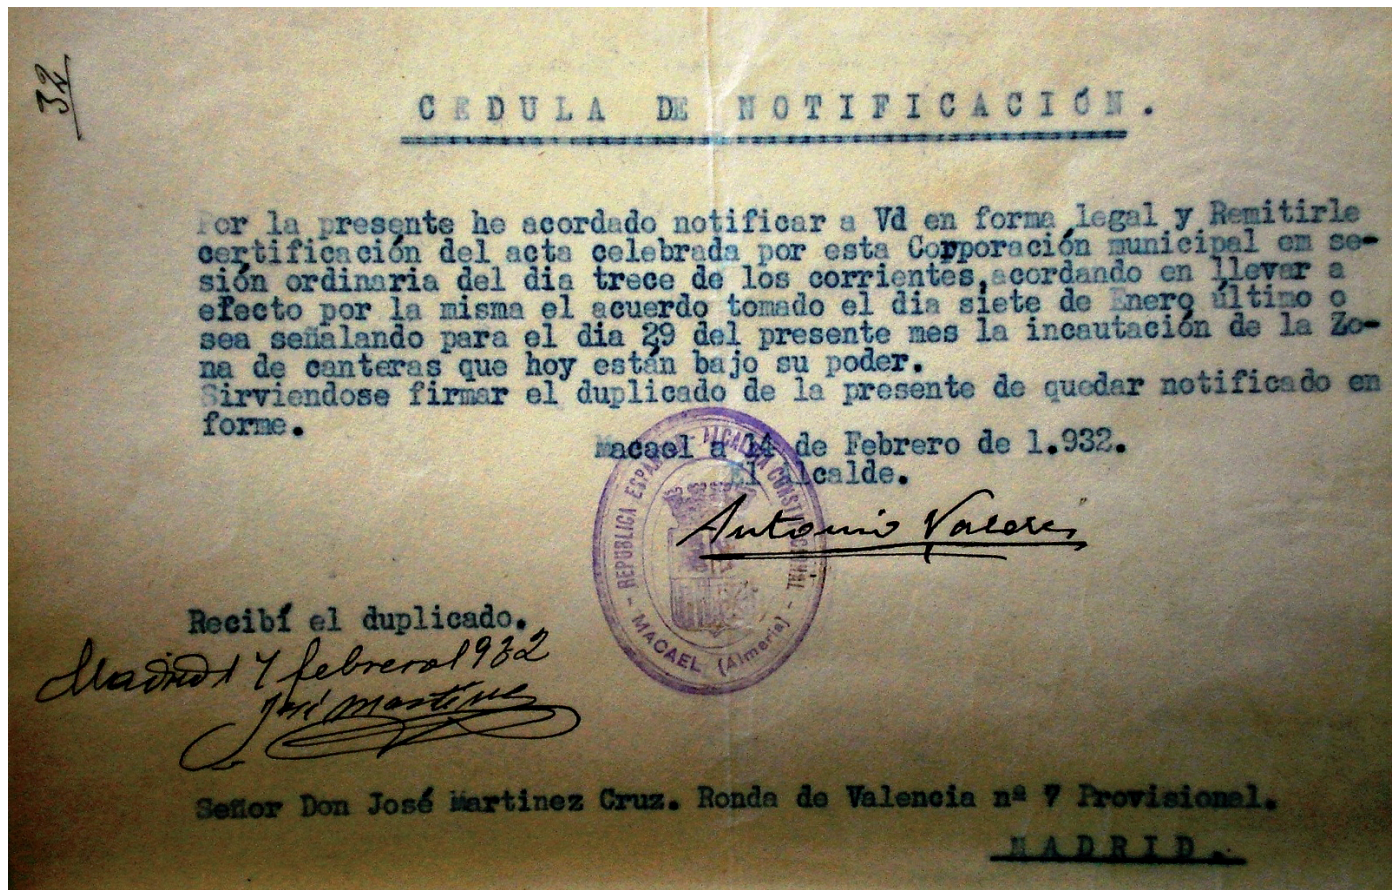 32
CEDULA DE NOTIFICACIÓN.
Por la presente he acordado notificar a Vd en forma legal y Remitirle
certificación del acta celebrada por esta Corporación municipal em se-
sión ordinaria del dia trece de los corrientes, acordando en llevar a
efecto por la misma el acuerdo tomado el dia siete de Enero último o
sea señalando para el dia 29 del presente mes la incautación de la Zo-
na de canteras que hoy están bajo su poder.
Sirviendose firmar el duplicado de la presente de quedar notificado en
forme.
Macael a 14 de Febrero de 1.932.
El Alcalde.
REPÚBLICA ESPAÑOLA ALCALDIA CONSTITUCIONAL
- MACAEL (Almería) -
Antonio
Recibí el duplicado.
Madrid 17 febrero 1932
José Martinez
Señor Don José Martinez Cruz. Ronda de Valencia nª 7 Provisional.
MADRID.